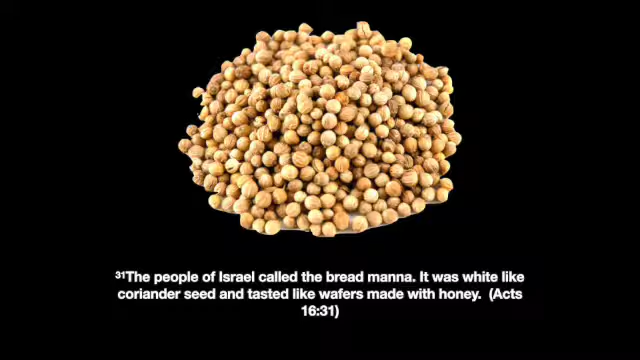 ³¹The people of Israel called the bread manna. It was white like
coriander seed and tasted like wafers made with honey.  (Acts
16:31)